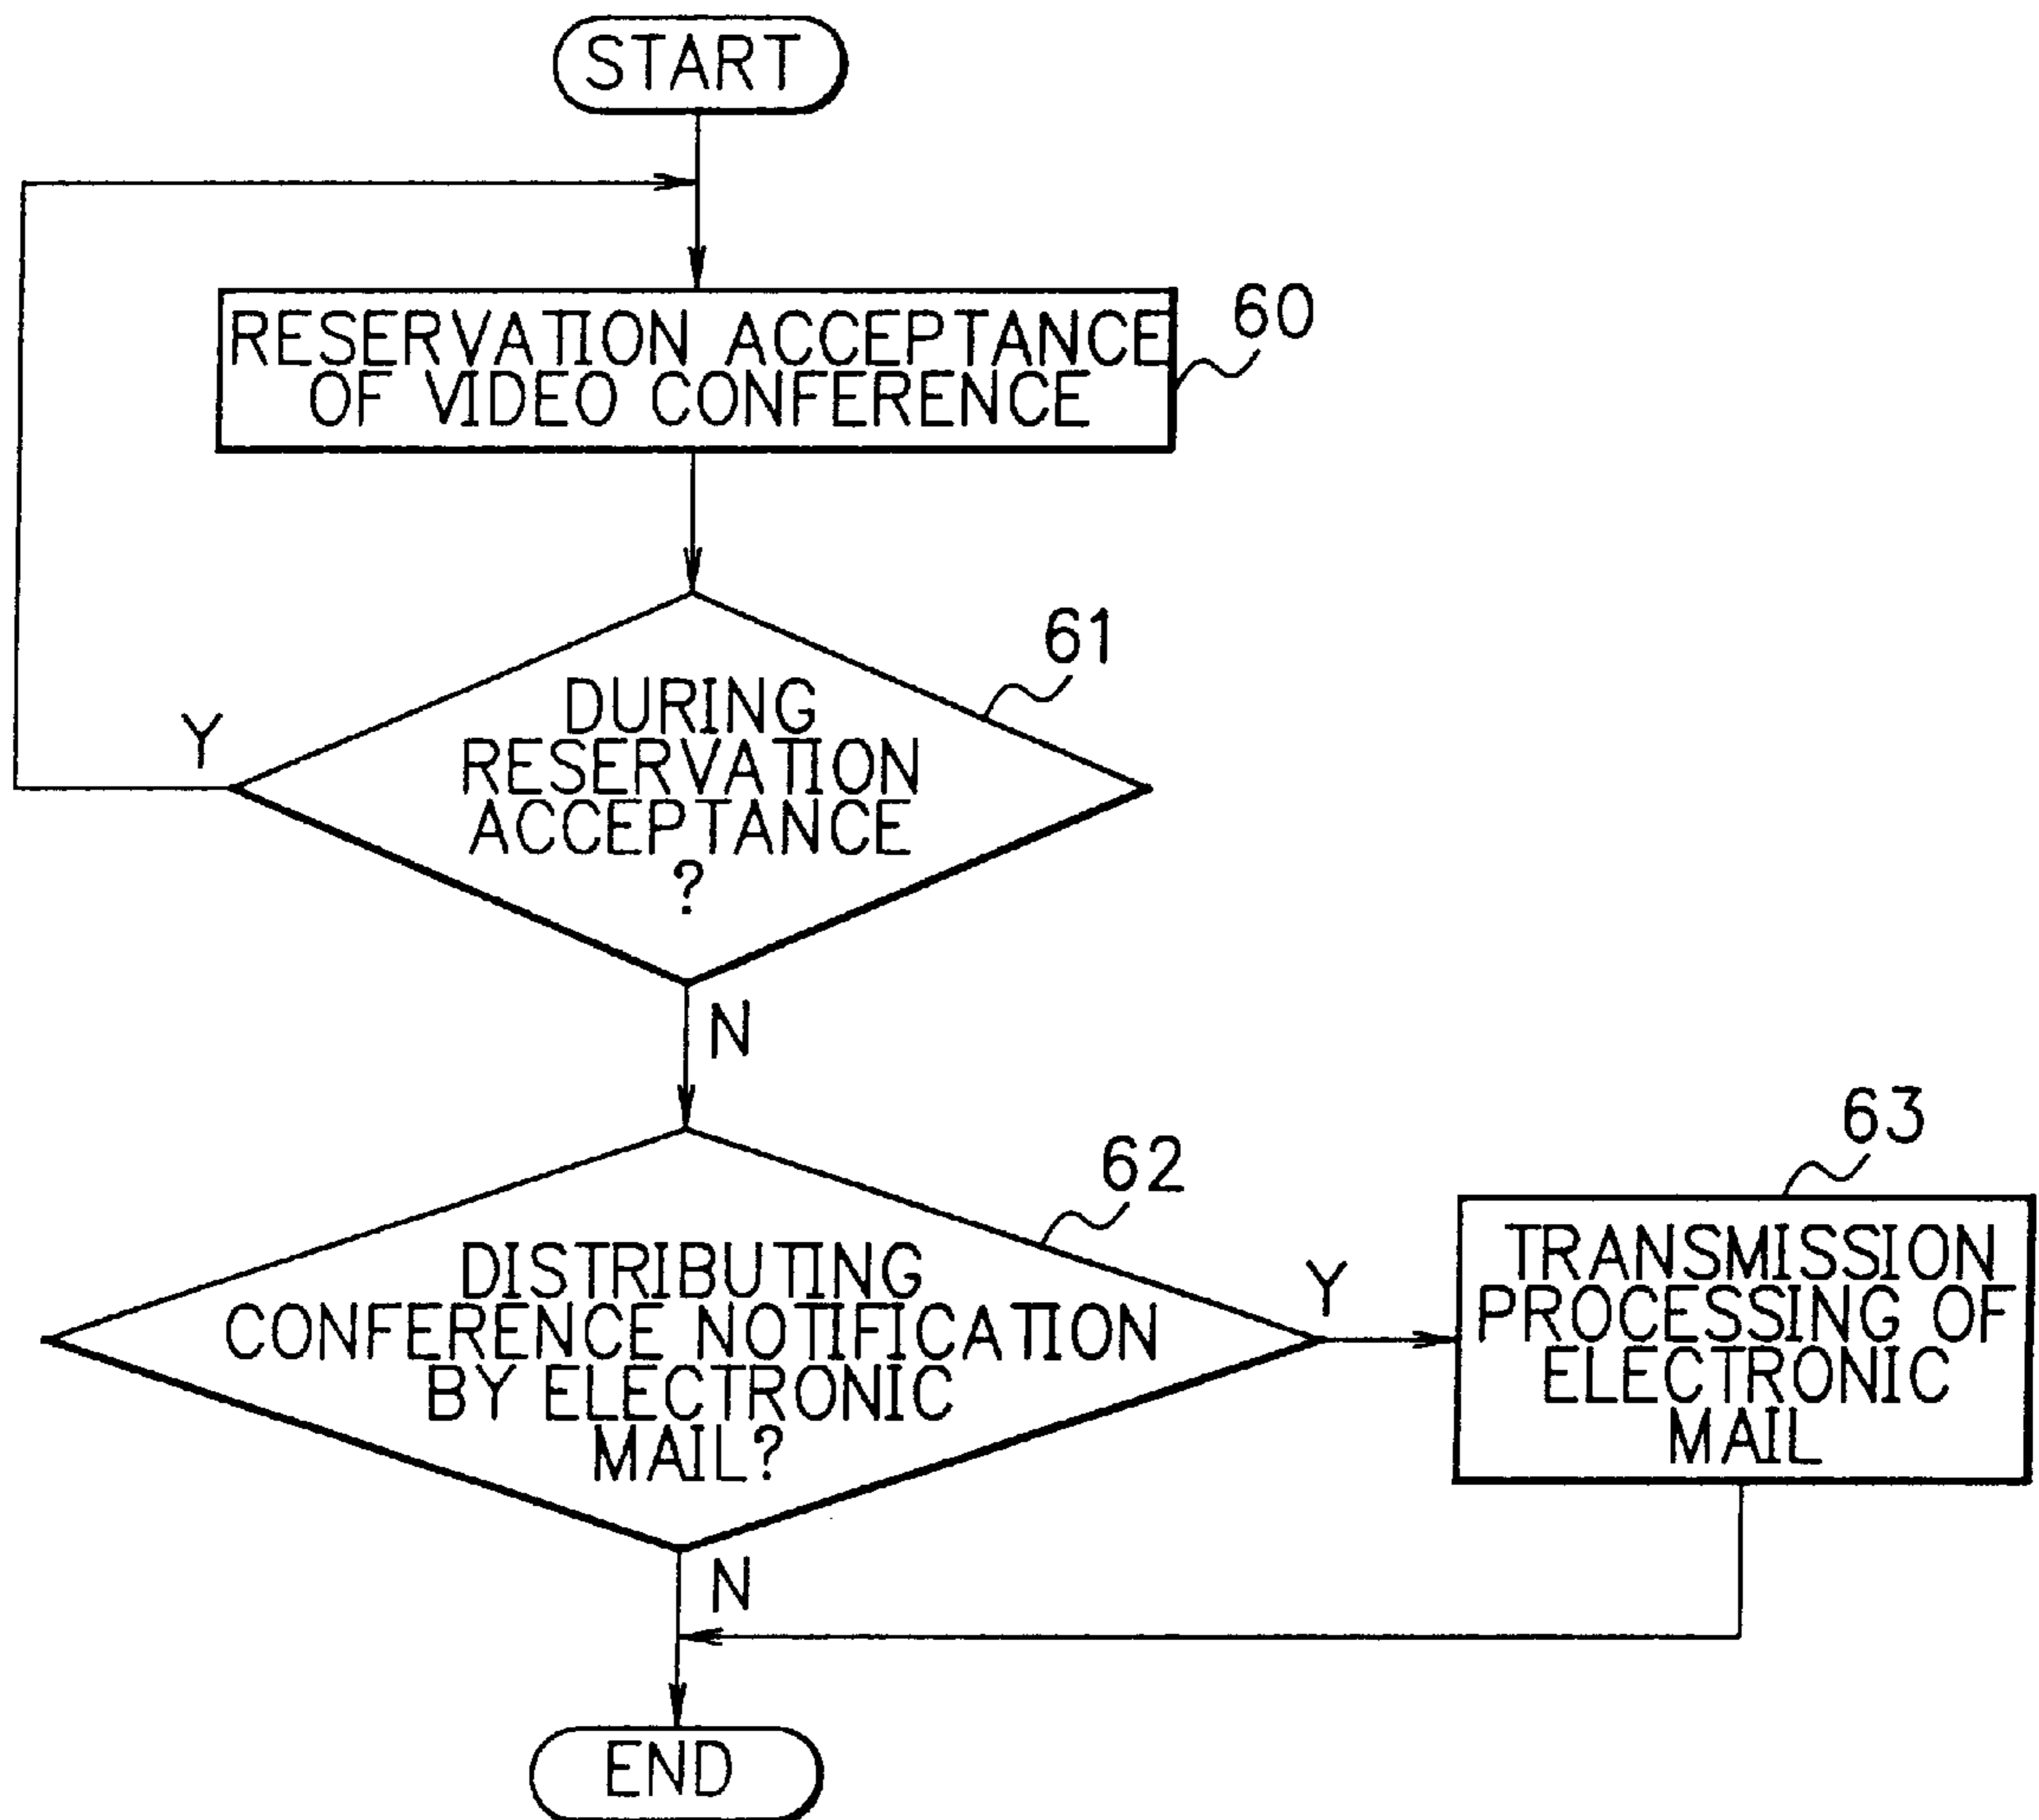 START
RESERVATION ACCEPTANCE
OF VIDEO CONFERENCE
60
61
DURING
RESERVATION
ACCEPTANCE
?
Y
N
62
DISTRIBUTING
CONFERENCE NOTIFICATION
BY ELECTRONIC
MAIL?
Y
63
TRANSMISSION
PROCESSING OF
ELECTRONIC
MAIL
N
END